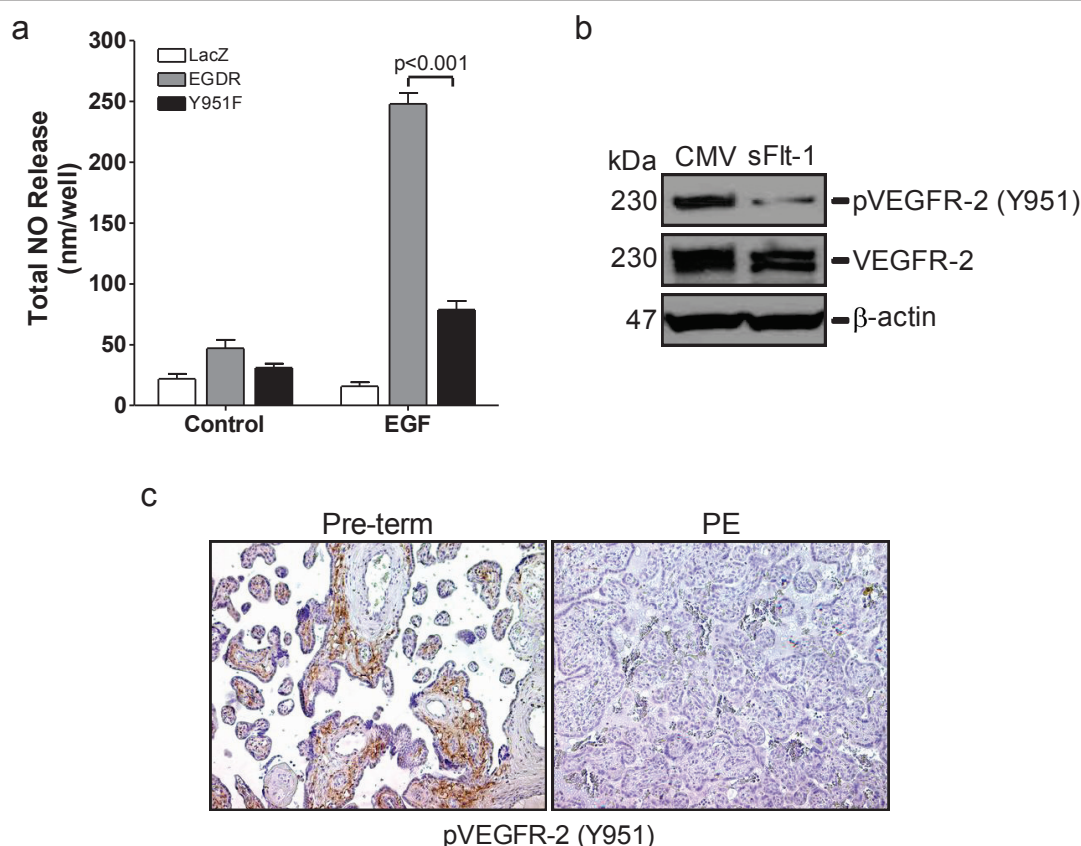 a
300
250
200
150
100
50
0
Total NO Release
(nm/well)
LacZ
EGDR
Y951F
p<0.001
Control EGF
b
kDa CMV sFlt-1
230 pVEGFR-2 (Y951)
230 VEGFR-2
47 β-actin
c
Pre-term PE
pVEGFR-2 (Y951)